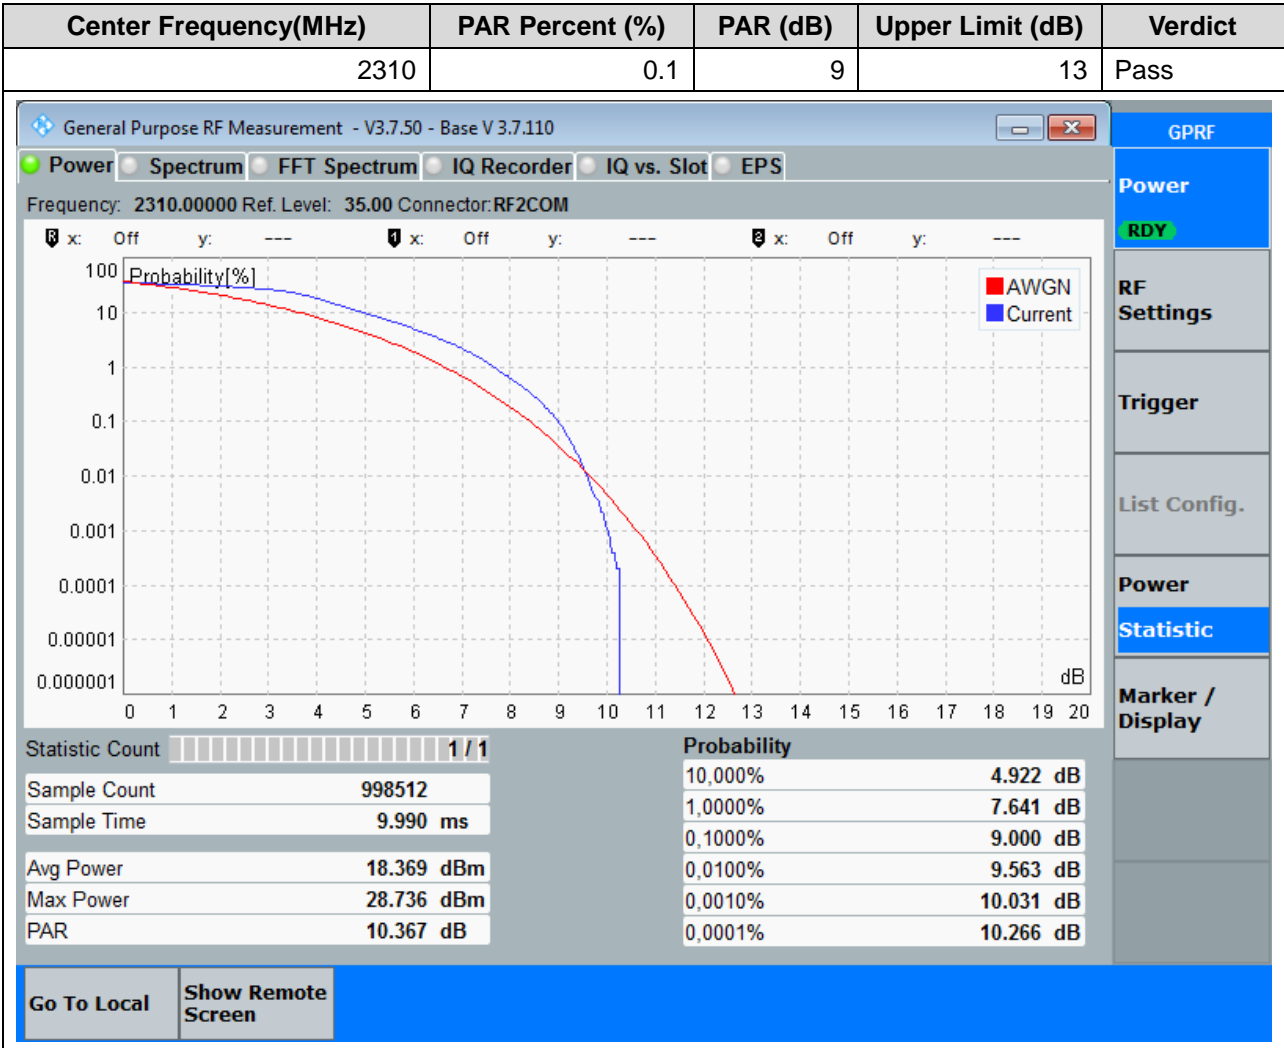 Center Frequency(MHz) PAR Percent (%) PAR (dB) Upper Limit (dB) Verdict
2310 0.1 9 13 Pass
General Purpose RF Measurement - V3.7.50 - Base V 3.7.110
GPRF
Power Spectrum FFT Spectrum IQ Recorder IQ vs. Slot EPS
Frequency: 2310.00000 Ref. Level: 35.00 Connector:RF2COM
R x: Off y: --- 1 x: Off y: --- 2 x: Off y: ---
Probability[%]
AWGN
Current
100
10
1
0.1
0.01
0.001
0.0001
0.00001
0.000001
dB
0 1 2 3 4 5 6 7 8 9 10 11 12 13 14 15 16 17 18 19 20
Statistic Count 1 / 1
Sample Count 998512
Sample Time 9.990 ms
Avg Power 18.369 dBm
Max Power 28.736 dBm
PAR 10.367 dB
Probability
10,000% 4.922 dB
1,0000% 7.641 dB
0,1000% 9.000 dB
0,0100% 9.563 dB
0,0010% 10.031 dB
0,0001% 10.266 dB
Power
RDY
RF
Settings
Trigger
List Config.
Power
Statistic
Marker /
Display
Go To Local
Show Remote
Screen